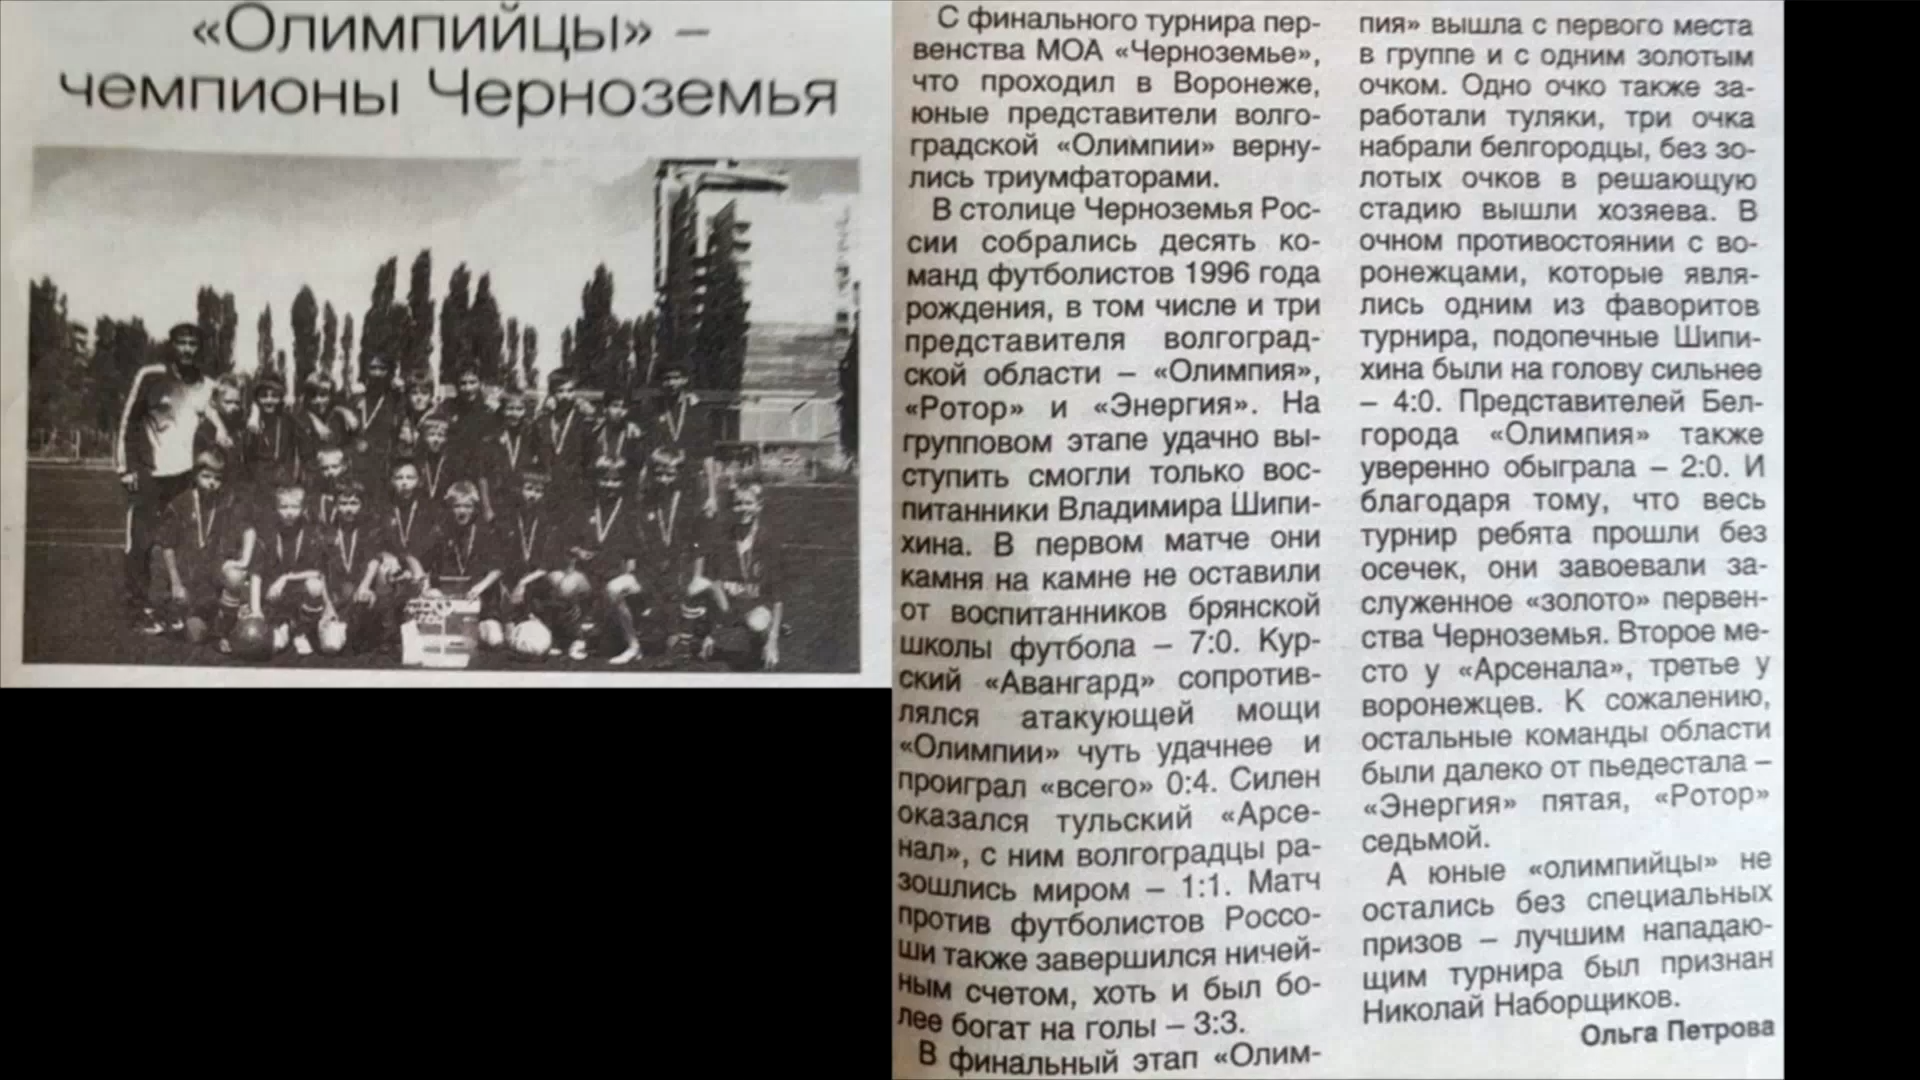 «Олимпийцы» –
чемпионы Черноземья
С финального турнира пер-
венства МОА «Черноземье»,
что проходил в Воронеже,
юные представители волго-
градской «Олимпии» верну-
лись триумфаторами.
В столице Черноземья Рос-
сии собрались десять ко-
манд футболистов 1996 года
рождения, в том числе и три
представителя волгоград-
ской области – «Олимпия»,
«Ротор» и «Энергия». На
групповом этапе удачно вы-
ступить смогли только вос-
питанники Владимира Шипи-
хина. В первом матче они
камня на камне не оставили
от воспитанников брянской
школы футбола – 7:0. Кур-
ский «Авангард» сопротив-
лялся атакующей мощи
«Олимпии» чуть удачнее и
проиграл «всего» 0:4. Силен
оказался тульский «Арсе-
нал», с ним волгоградцы ра-
зошлись миром – 1:1. Матч
против футболистов Россо-
ши также завершился ничей-
ным счетом, хоть и был бо-
лее богат на голы – 3:3.
В финальный этап «Олим-
пия» вышла с первого места
в группе и с одним золотым
очком. Одно очко также за-
работали туляки, три очка
набрали белгородцы, без зо-
лотых очков в решающую
стадию вышли хозяева. В
очном противостоянии с во-
ронежцами, которые явля-
лись одним из фаворитов
турнира, подопечные Шипи-
хина были на голову сильнее
– 4:0. Представителей Бел-
города «Олимпия» также
уверенно обыграла – 2:0. И
благодаря тому, что весь
турнир ребята прошли без
осечек, они завоевали за-
служенное «золото» первен-
ства Черноземья. Второе ме-
сто у «Арсенала», третье у
воронежцев. К сожалению,
остальные команды области
были далеко от пьедестала –
«Энергия» пятая, «Ротор»
седьмой.
А юные «олимпийцы» не
остались без специальных
призов – лучшим нападаю-
щим турнира был признан
Николай Наборщиков.
Ольга Петрова